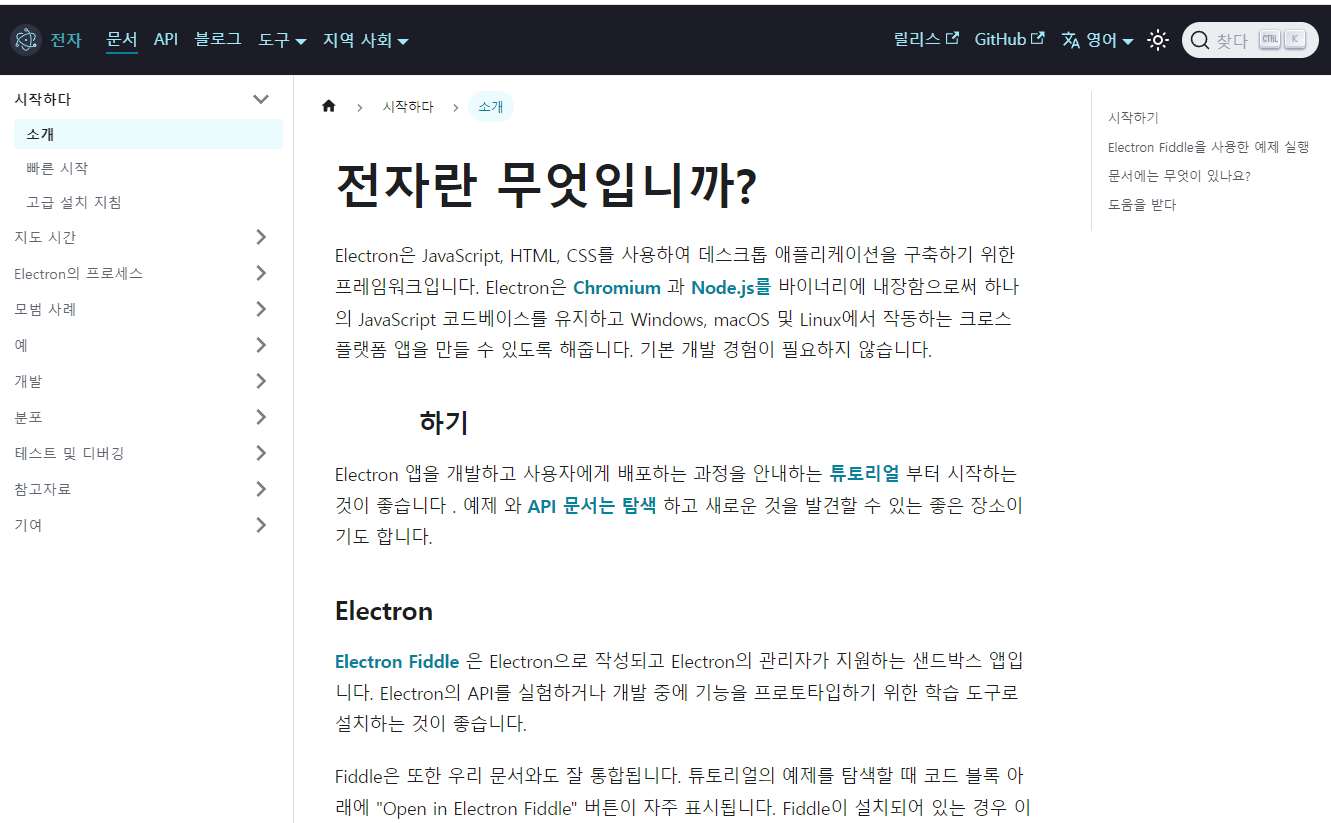 전자 문서 API 블로그 도구 지역 사회 릴리스 GitHub 영어 찾다 CTRL K
시작하다
소개
빠른 시작
고급 설치 지침
지도 시간
Electron의 프로세스
모범 사례
예
개발
분포
테스트 및 디버깅
참고자료
기여
시작하다 소개
전자란 무엇입니까?
Electron은 JavaScript, HTML, CSS를 사용하여 데스크톱 애플리케이션을 구축하기 위한
프레임워크입니다. Electron은 Chromium 과 Node.js를 바이너리에 내장함으로써 하나
의 JavaScript 코드베이스를 유지하고 Windows, macOS 및 Linux에서 작동하는 크로스
플랫폼 앱을 만들 수 있도록 해줍니다. 기본 개발 경험이 필요하지 않습니다.
하기
Electron 앱을 개발하고 사용자에게 배포하는 과정을 안내하는 튜토리얼 부터 시작하는
것이 좋습니다 . 예제 와 API 문서는 탐색 하고 새로운 것을 발견할 수 있는 좋은 장소이
기도 합니다.
Electron
Electron Fiddle 은 Electron으로 작성되고 Electron의 관리자가 지원하는 샌드박스 앱입
니다. Electron의 API를 실험하거나 개발 중에 기능을 프로토타입하기 위한 학습 도구로
설치하는 것이 좋습니다.
Fiddle은 또한 우리 문서와도 잘 통합됩니다. 튜토리얼의 예제를 탐색할 때 코드 블록 아
래에 "Open in Electron Fiddle" 버튼이 자주 표시됩니다. Fiddle이 설치되어 있는 경우 이
시작하기
Electron Fiddle을 사용한 예제 실행
문서에는 무엇이 있나요?
도움을 받다